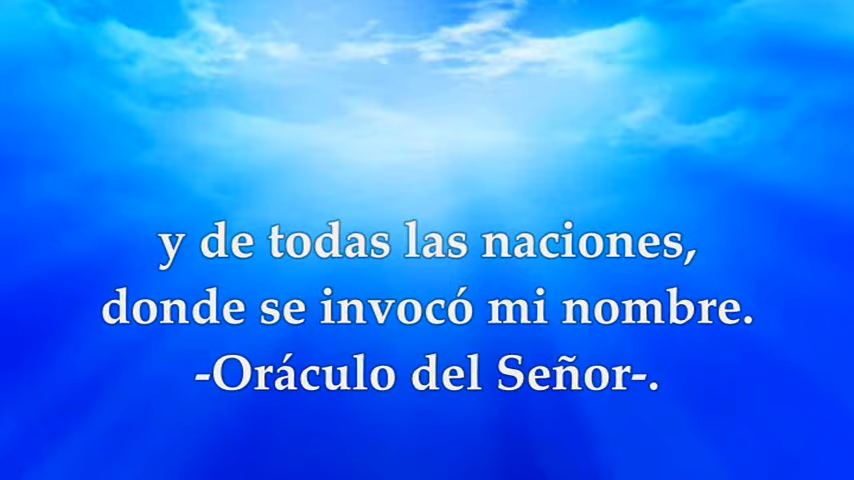 y de todas las naciones,
donde se invocó mi nombre.
-Oráculo del Señor-.